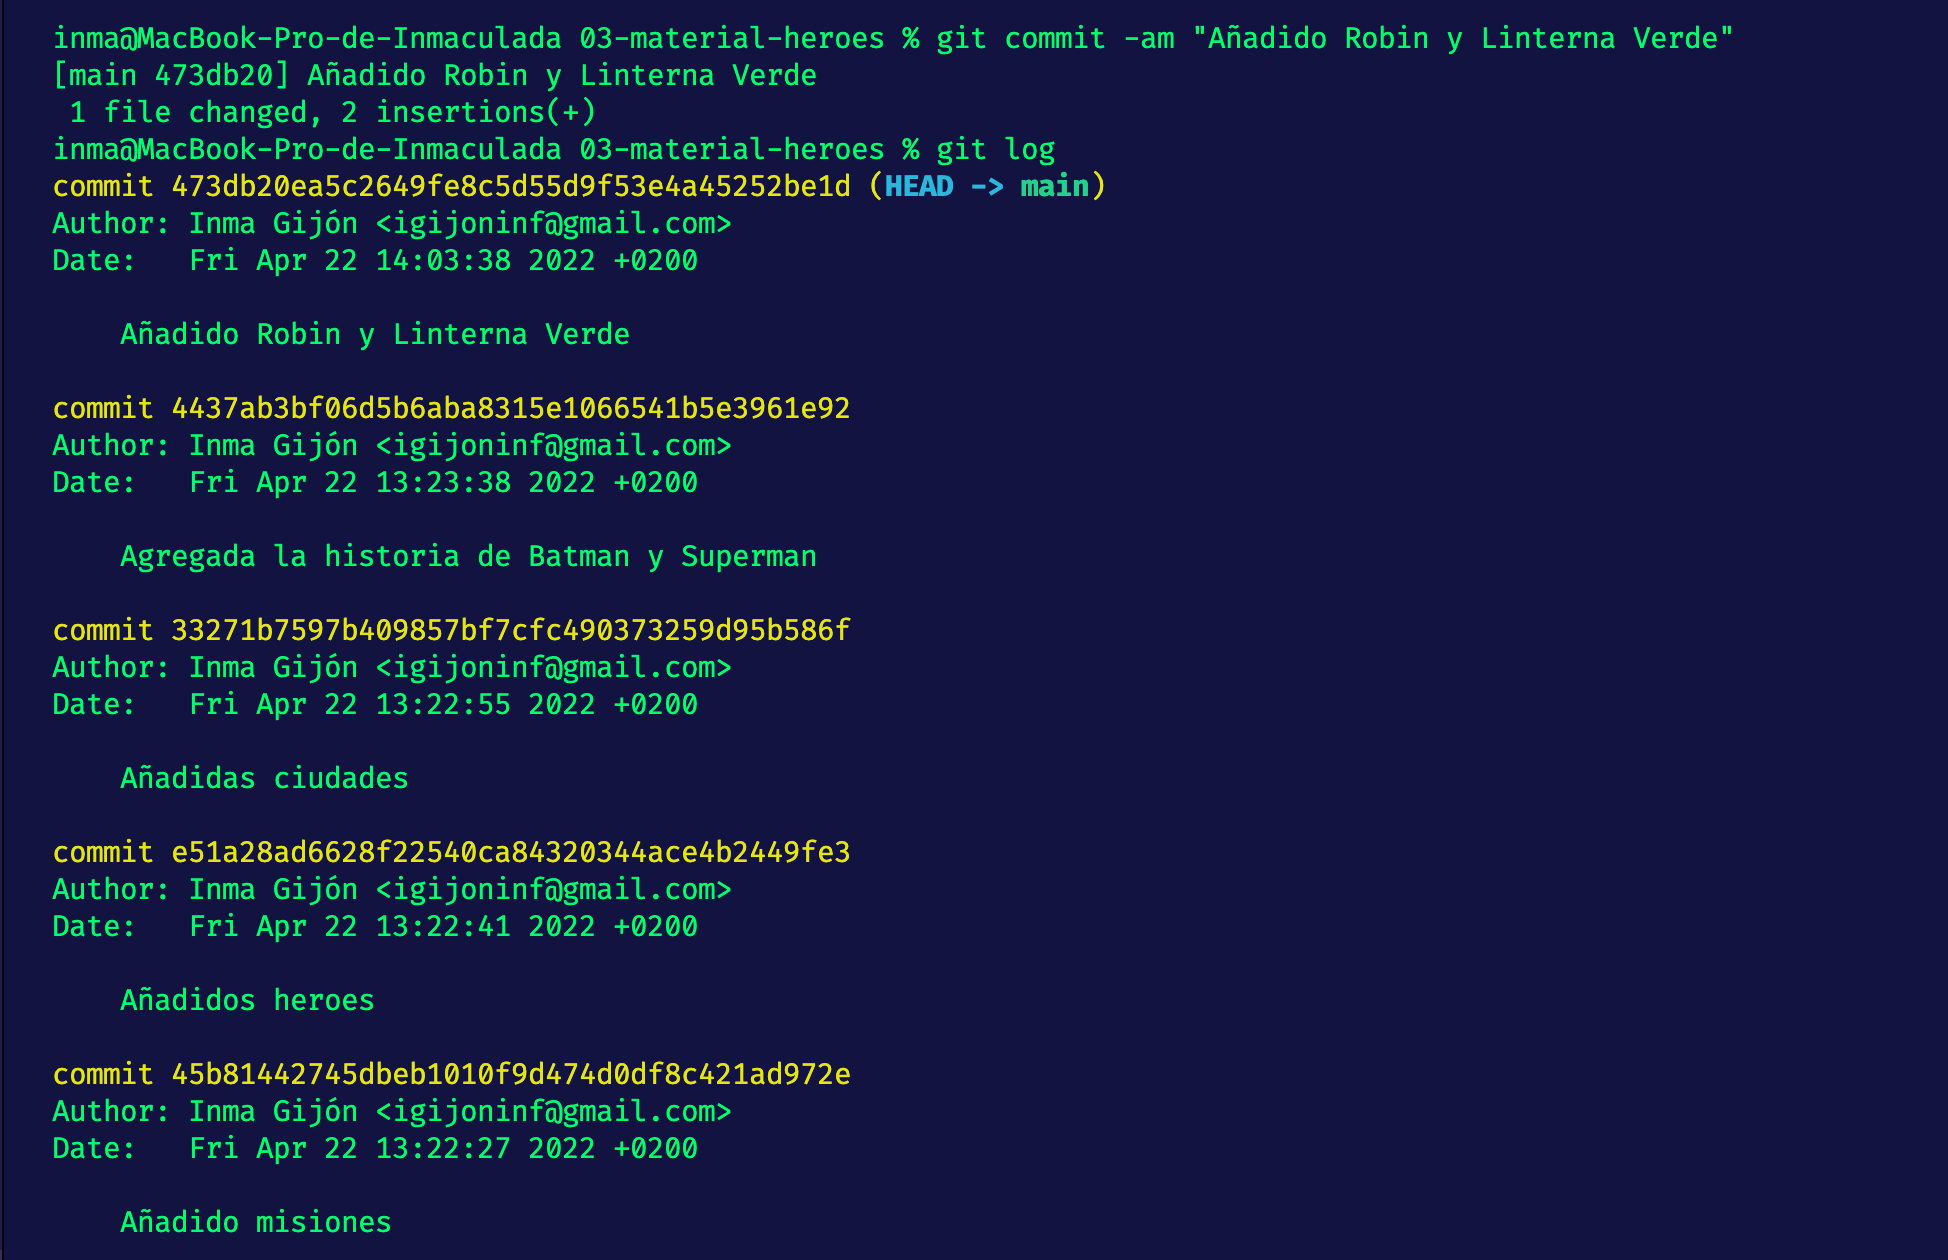 inma@MacBook-Pro-de-Inmaculada 03-material-heroes % git commit -am "Añadido Robin y Linterna Verde"
[main 473db20] Añadido Robin y Linterna Verde
 1 file changed, 2 insertions(+)
inma@MacBook-Pro-de-Inmaculada 03-material-heroes % git log
commit 473db20ea5c2649fe8c5d55d9f53e4a45252be1d (HEAD -> main)
Author: Inma Gijón <igijoninf@gmail.com>
Date:   Fri Apr 22 14:03:38 2022 +0200
    Añadido Robin y Linterna Verde
commit 4437ab3bf06d5b6aba8315e1066541b5e3961e92
Author: Inma Gijón <igijoninf@gmail.com>
Date:   Fri Apr 22 13:23:38 2022 +0200
    Agregada la historia de Batman y Superman
commit 33271b7597b409857bf7cfc490373259d95b586f
Author: Inma Gijón <igijoninf@gmail.com>
Date:   Fri Apr 22 13:22:55 2022 +0200
    Añadidas ciudades
commit e51a28ad6628f22540ca84320344ace4b2449fe3
Author: Inma Gijón <igijoninf@gmail.com>
Date:   Fri Apr 22 13:22:41 2022 +0200
    Añadidos heroes
commit 45b81442745dbeb1010f9d474d0df8c421ad972e
Author: Inma Gijón <igijoninf@gmail.com>
Date:   Fri Apr 22 13:22:27 2022 +0200
    Añadido misiones